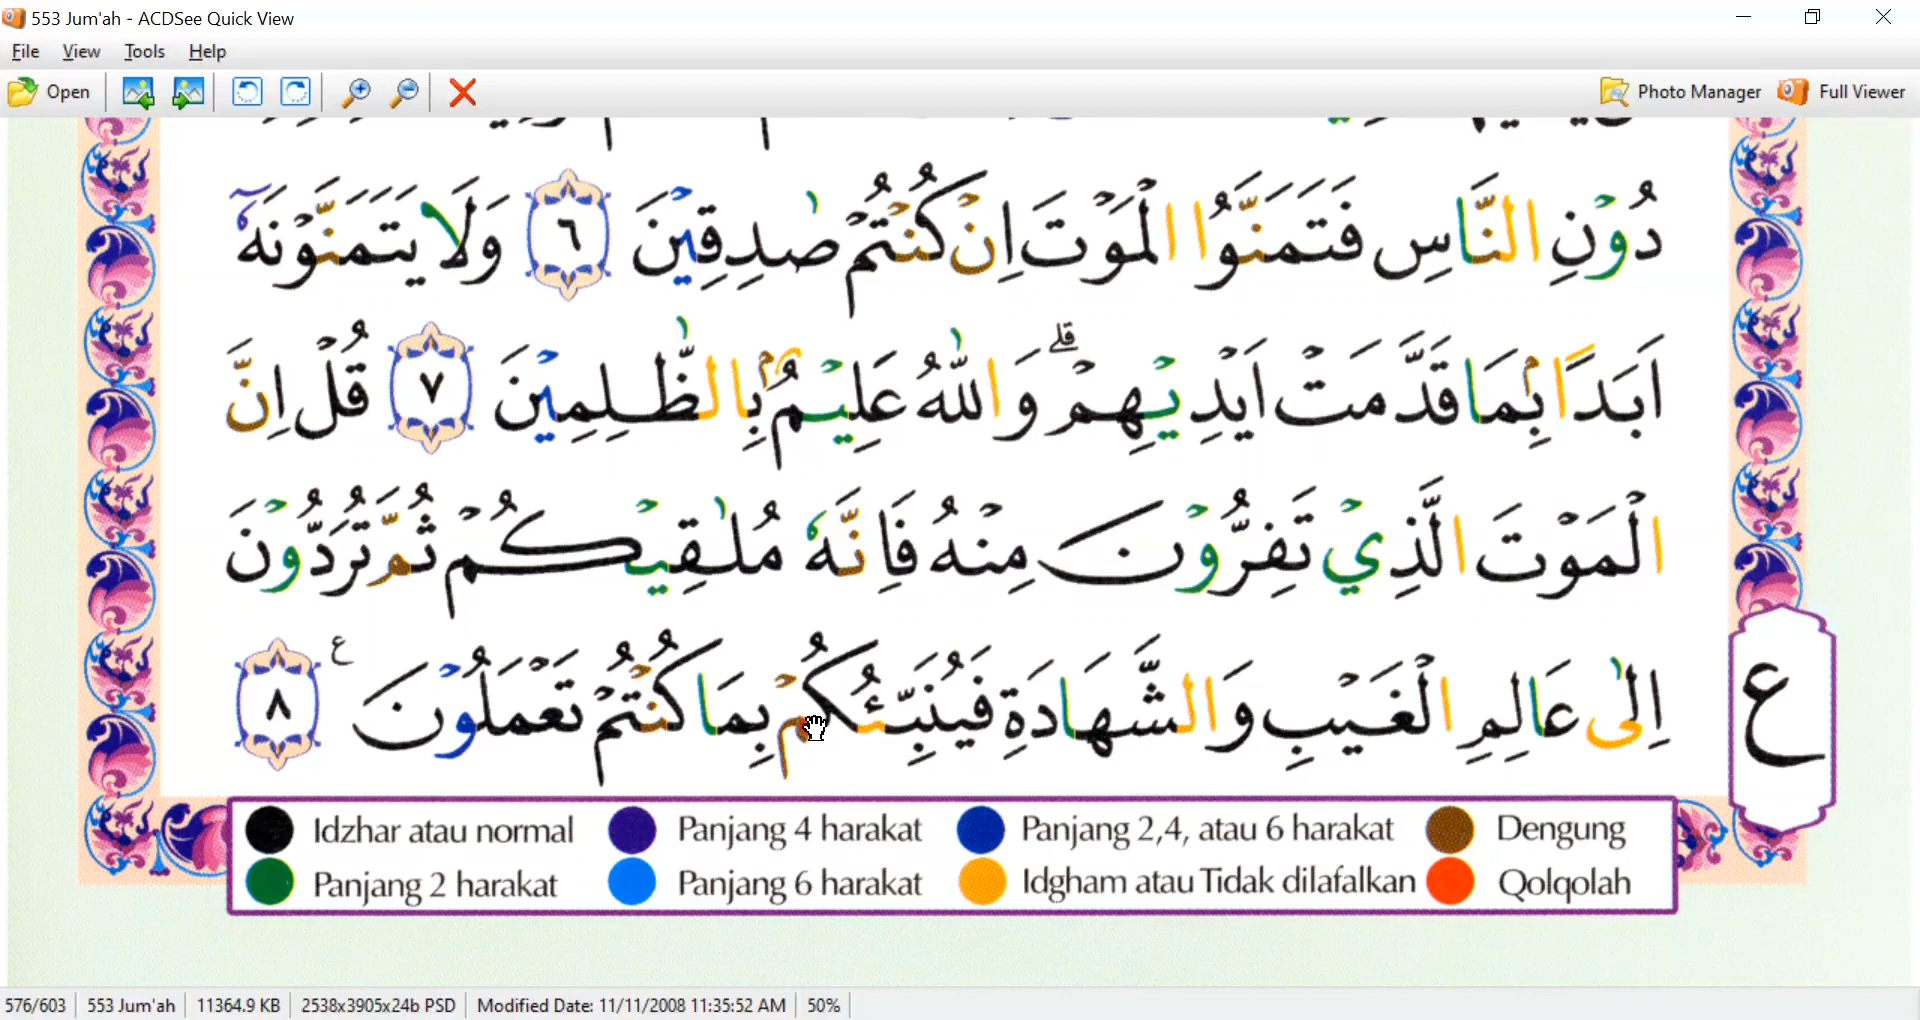 553 Jum'ah - ACDSee Quick View
File View Tools Help
Open Photo Manager Full Viewer
دُوْنِ النَّاسِ فَتَمَنَّوُا الْمَوْتَ اِنْ كُنْتُمْ صٰدِقِيْنَ ٦ وَلَا يَتَمَنَّوْنَهٗٓ
اَبَدًاۢ بِمَا قَدَّمَتْ اَيْدِيْهِمْۗ وَاللّٰهُ عَلِيْمٌۢ بِالظّٰلِمِيْنَ ٧ قُلْ اِنَّ
الْمَوْتَ الَّذِيْ تَفِرُّوْنَ مِنْهُ فَاِنَّهٗ مُلٰقِيْكُمْ ثُمَّ تُرَدُّوْنَ
اِلٰى عَالِمِ الْغَيْبِ وَالشَّهَادَةِ فَيُنَبِّئُكُمْ بِمَا كُنْتُمْ تَعْمَلُوْنَ ࣖ ٨
ع
Idzhar atau normal Panjang 4 harakat Panjang 2,4, atau 6 harakat Dengung
Panjang 2 harakat Panjang 6 harakat Idgham atau Tidak dilafalkan Qolqolah
576/603 553 Jum'ah 11364.9 KB 2538x3905x24b PSD Modified Date: 11/11/2008 11:35:52 AM 50%